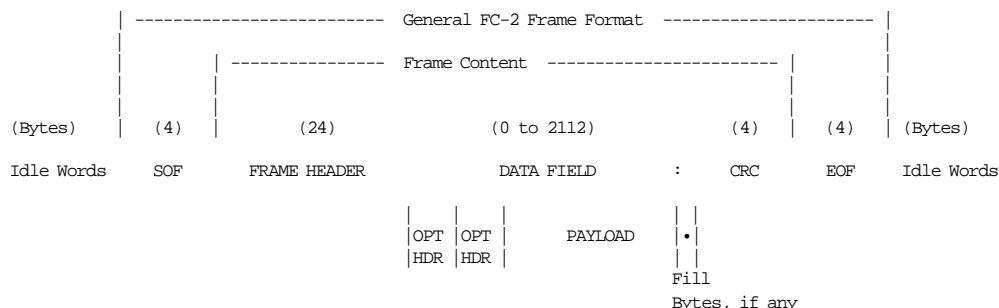 General FC-2 Frame Format
Frame Content
(Bytes) (4) (24) (0 to 2112) (4) (4) (Bytes)
Idle Words SOF FRAME HEADER DATA FIELD : CRC EOF Idle Words
OPT OPT PAYLOAD •
HDR HDR
Fill
Bytes, if any